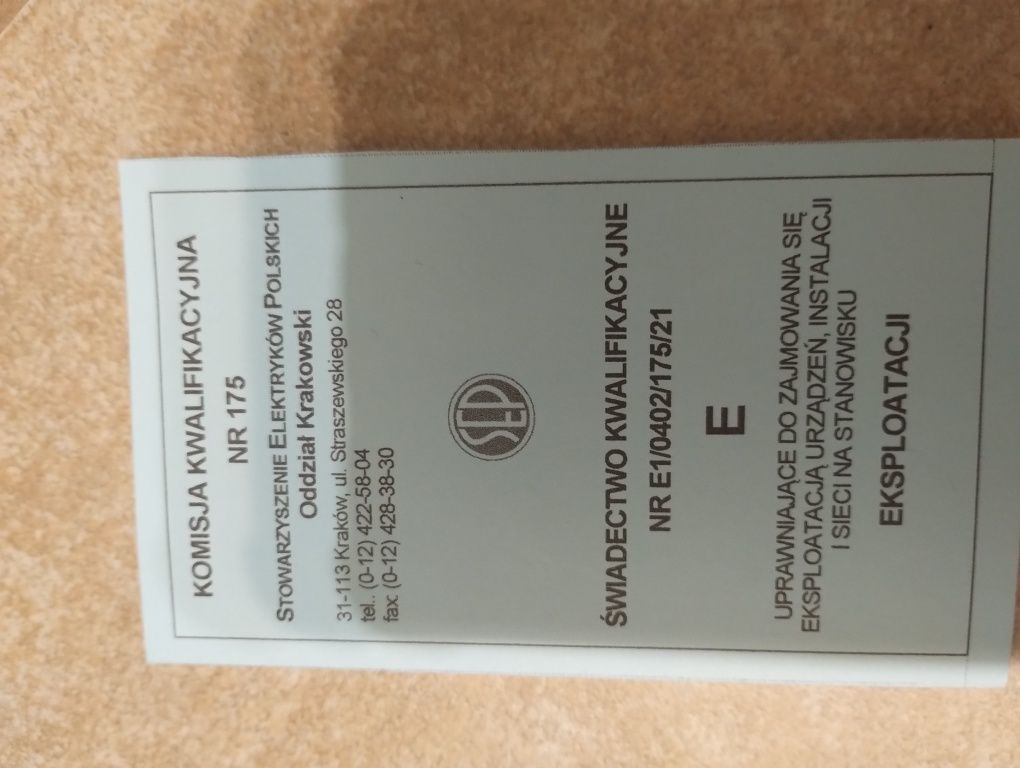 KOMISJA KWALIFIKACYJNA
NR 175
STOWARZYSZENIE ELEKTRYKÓW POLSKICH
Oddział Krakowski
31-113 Kraków, ul. Straszewskiego 28
tel.. (0-12) 422-58-04
fax: (0-12) 428-38-30
SEP
ŚWIADECTWO KWALIFIKACYJNE
NR E1/0402/175/21
E
UPRAWNIAJĄCE DO ZAJMOWANIA SIĘ
EKSPLOATACJĄ URZĄDZEŃ, INSTALACJI
I SIECI NA STANOWISKU
EKSPLOATACJI